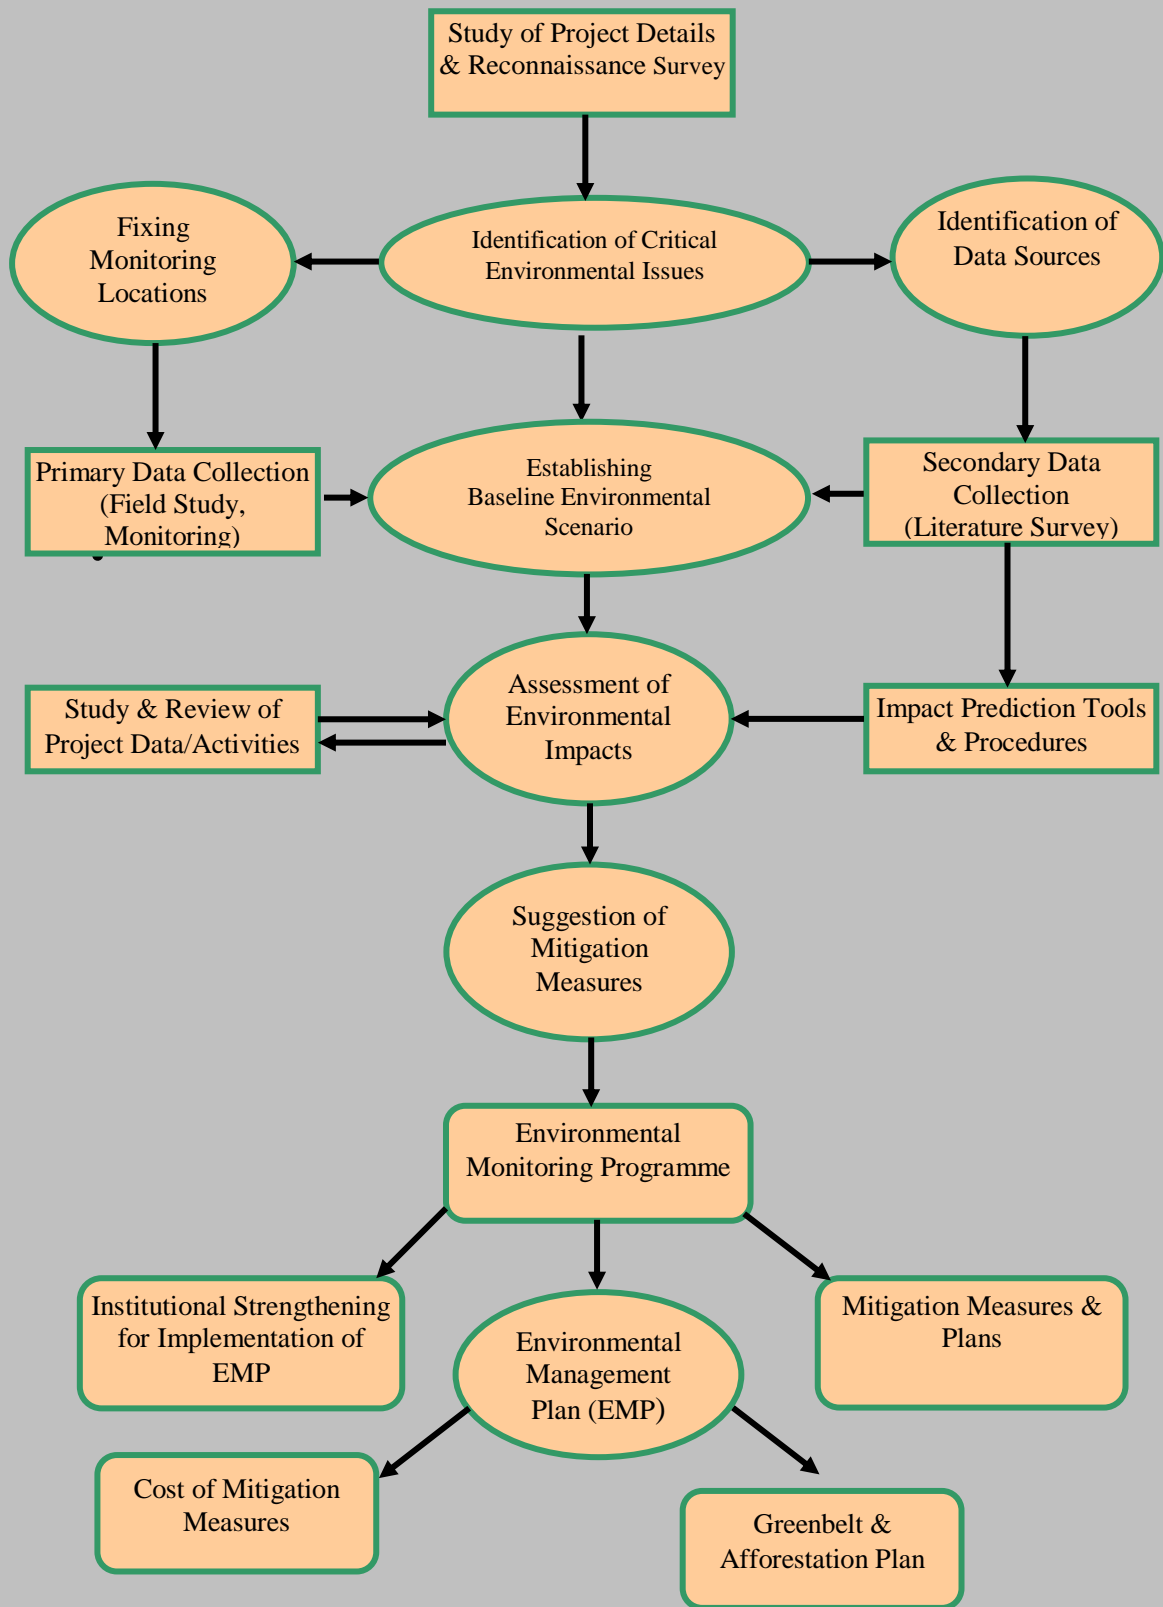 Study of Project Details
& Reconnaissance Survey
Fixing
Monitoring
Locations
Identification of Critical
Environmental Issues
Identification of
Data Sources
Primary Data Collection
(Field Study,
Monitoring)
Establishing
Baseline Environmental
Scenario
Secondary Data
Collection
(Literature Survey)
Study & Review of
Project Data/Activities
Assessment of
Environmental
Impacts
Impact Prediction Tools
& Procedures
Suggestion of
Mitigation
Measures
Environmental
Monitoring Programme
Institutional Strengthening
for Implementation of
EMP
Environmental
Management
Plan (EMP)
Mitigation Measures &
Plans
Cost of Mitigation
Measures
Greenbelt &
Afforestation Plan